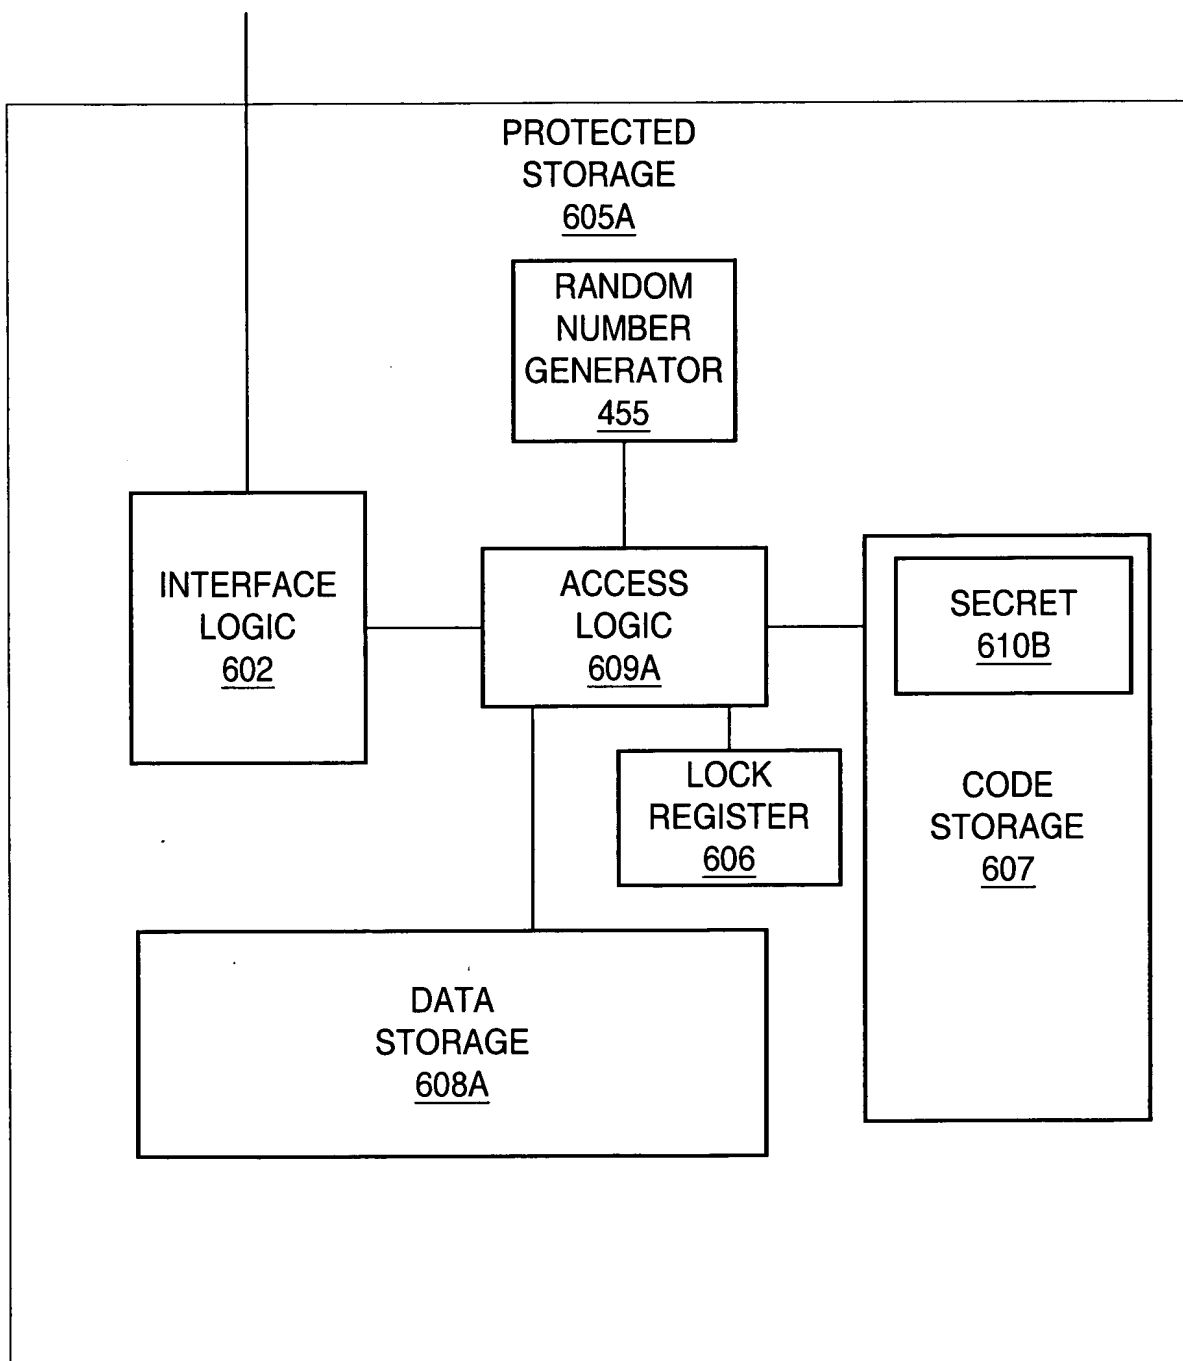 PROTECTED
STORAGE
605A
RANDOM
NUMBER
GENERATOR
455
INTERFACE
LOGIC
602
ACCESS
LOGIC
609A
SECRET
610B
LOCK
REGISTER
606
CODE
STORAGE
607
DATA
STORAGE
608A